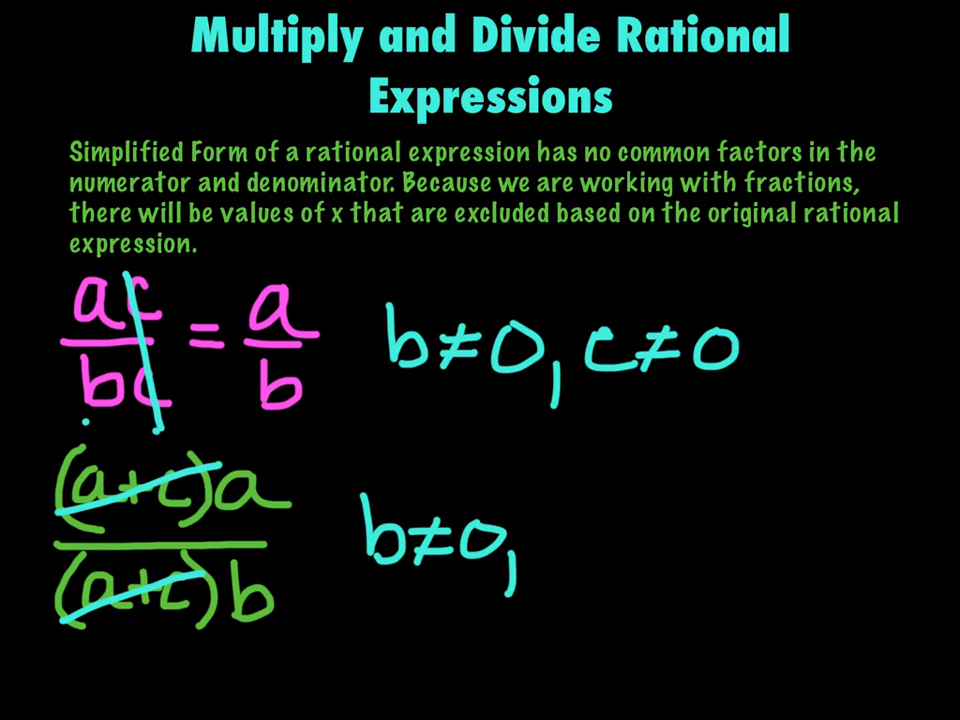 Multiply and Divide Rational
Expressions
Simplified Form of a rational expression has no common factors in the
numerator and denominator. Because we are working with fractions,
there will be values of x that are excluded based on the original rational
expression.
ac/bc = a/b b≠0, c≠0
(a+c)a/(a+c)b b≠0,